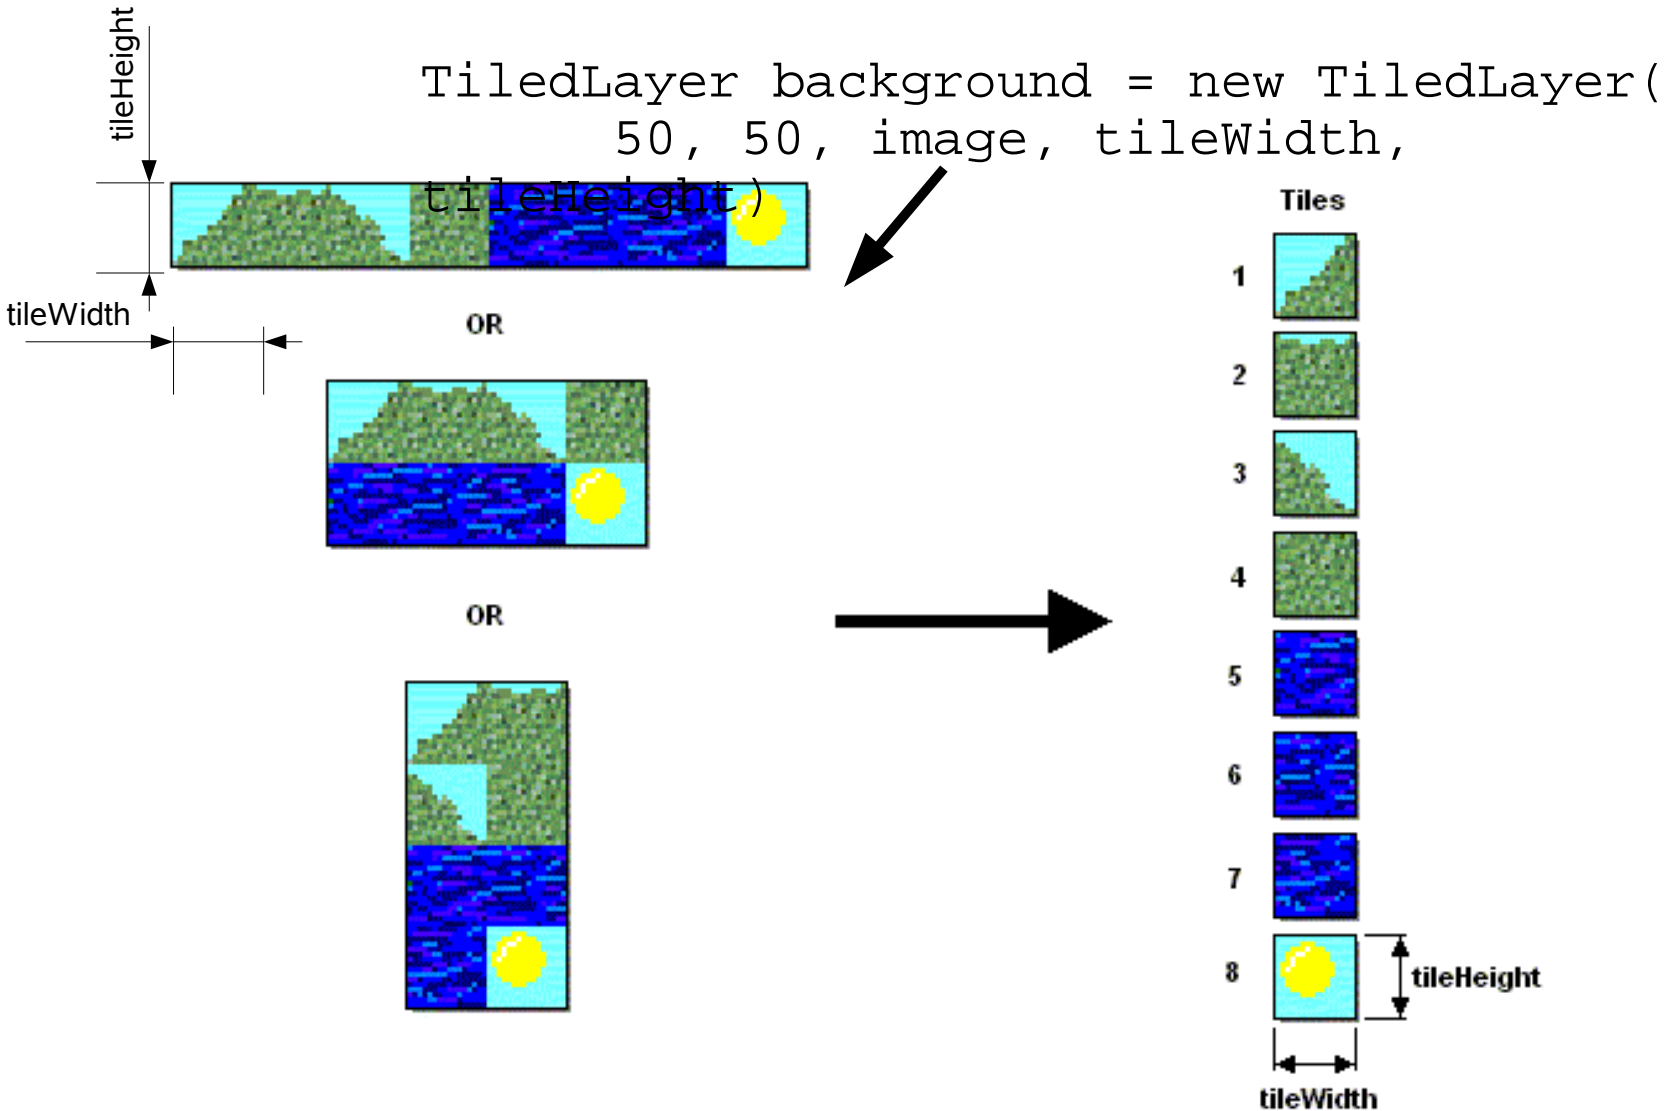 tileHeight
TiledLayer background = new TiledLayer(
50, 50, image, tileWidth,
tileHeight)
tileWidth
OR
OR
Tiles
1
2
3
4
5
6
7
8
tileHeight
tileWidth